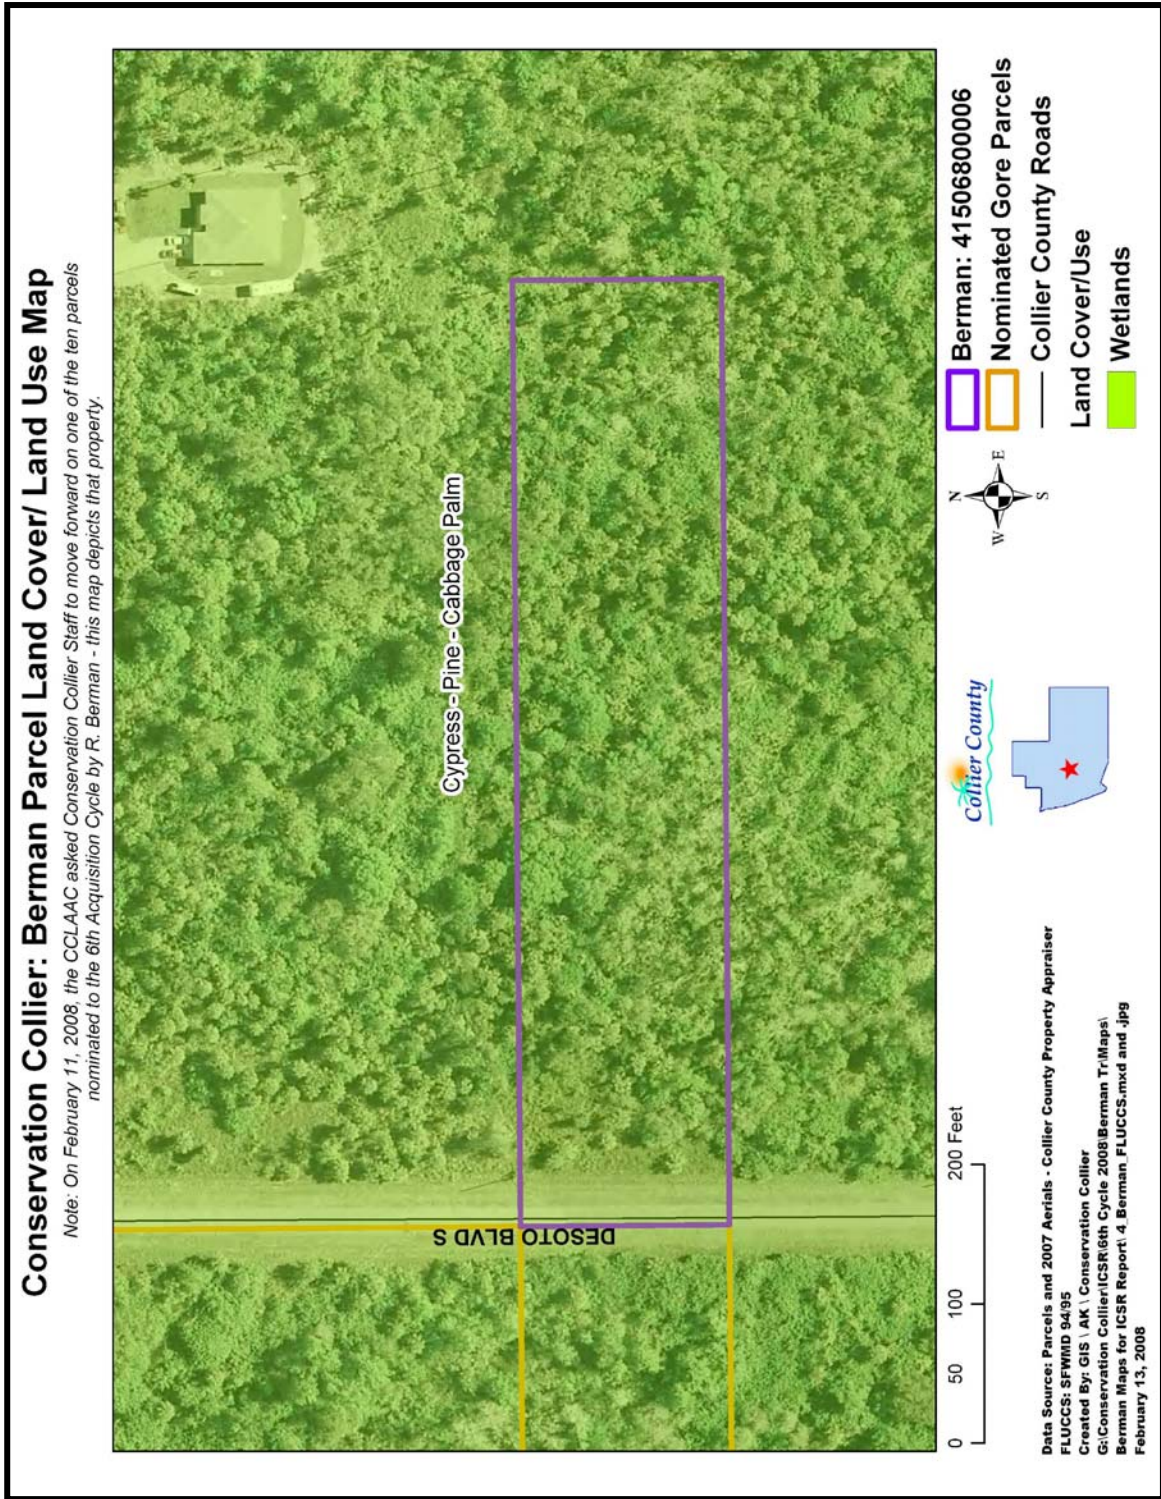 Conservation Collier: Berman Parcel Land Cover/ Land Use Map
Note: On February 11, 2008, the CCLAAC asked Conservation Collier Staff to move forward on one of the ten parcels
nominated to the 6th Acquisition Cycle by R. Berman - this map depicts that property.
Cypress - Pine - Cabbage Palm
DESOTO BLVD S
0 50 100 200 Feet
Data Source: Parcels and 2007 Aerials - Collier County Property Appraiser
FLUCCS: SFWMD 94/95
Created By: GIS \ AK \ Conservation Collier
G:\Conservation Collier\ICSR\6th Cycle 2008\Berman Tr\Maps\
Berman Maps for ICSR Report\ 4_Berman_FLUCCS.mxd and .jpg
February 13, 2008
Collier County
N
W E
S
Berman: 41506800006
Nominated Gore Parcels
Collier County Roads
Land Cover/Use
Wetlands